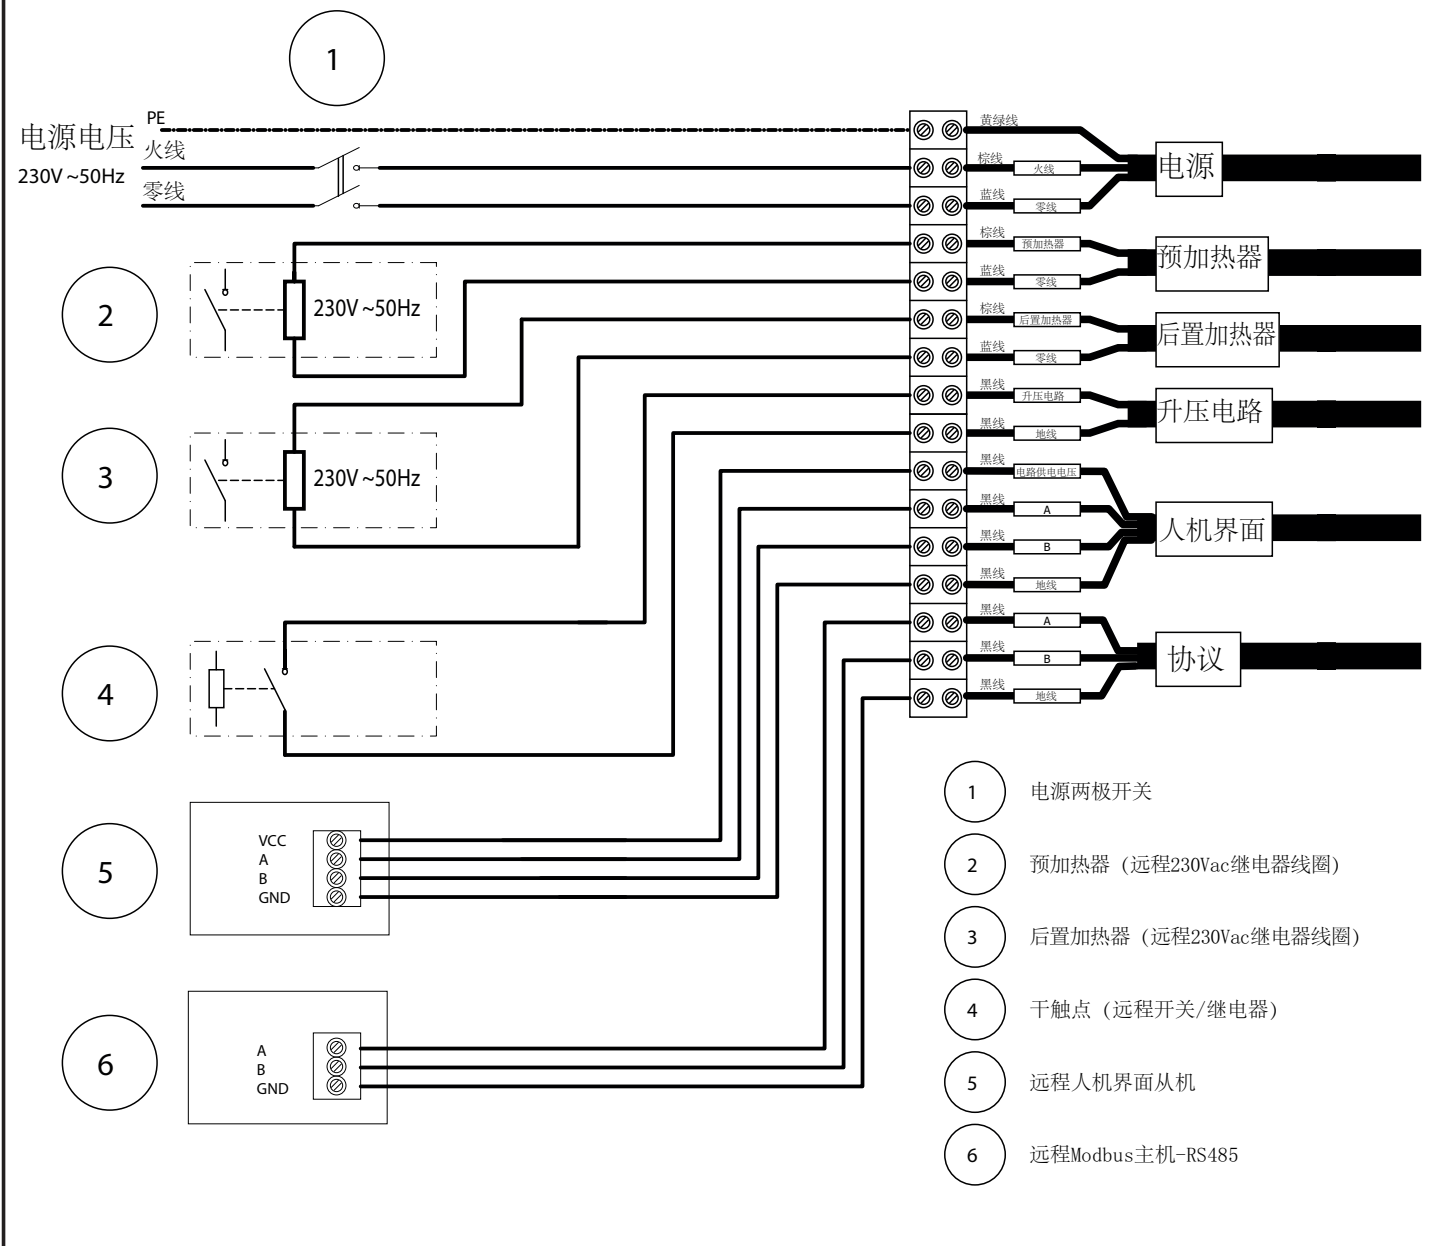 1
PE
电源电压
火线
230V ~50Hz
零线
黄绿线
棕线
火线
蓝线
零线
电源
棕线
预加热器
蓝线
零线
预加热器
棕线
后置加热器
蓝线
零线
后置加热器
黑线
升压电路
黑线
地线
升压电路
黑线
电路供电电压
黑线
A
黑线
B
黑线
地线
人机界面
黑线
A
黑线
B
黑线
地线
协议
2
230V ~50Hz
3
230V ~50Hz
4
5
VCC
A
B
GND
6
A
B
GND
1 电源两极开关
2 预加热器 (远程230Vac继电器线圈)
3 后置加热器 (远程230Vac继电器线圈)
4 干触点 (远程开关/继电器)
5 远程人机界面从机
6 远程Modbus主机-RS485